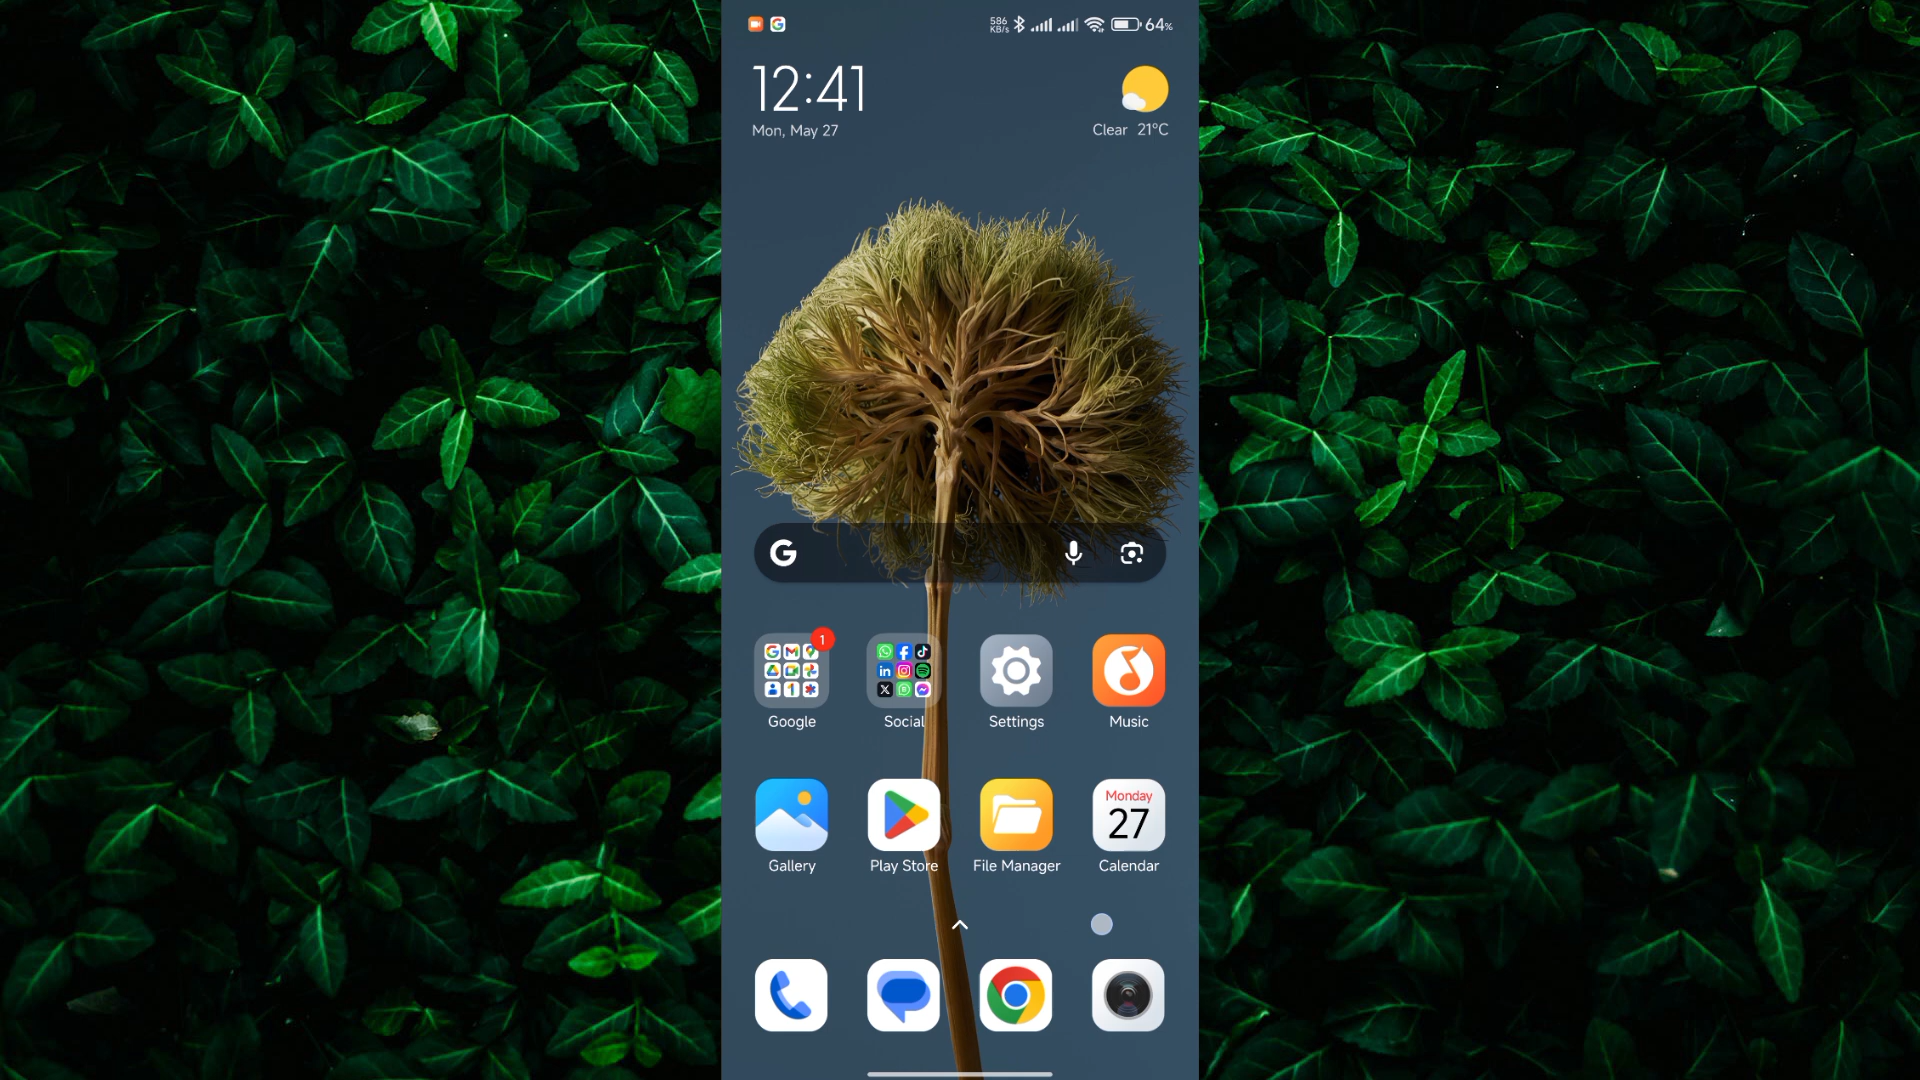 586
KB/s
64%
12:41
Mon, May 27
Clear 21°C
1
Google
Social
Settings
Music
Gallery
Play Store
File Manager
Monday
27
Calendar